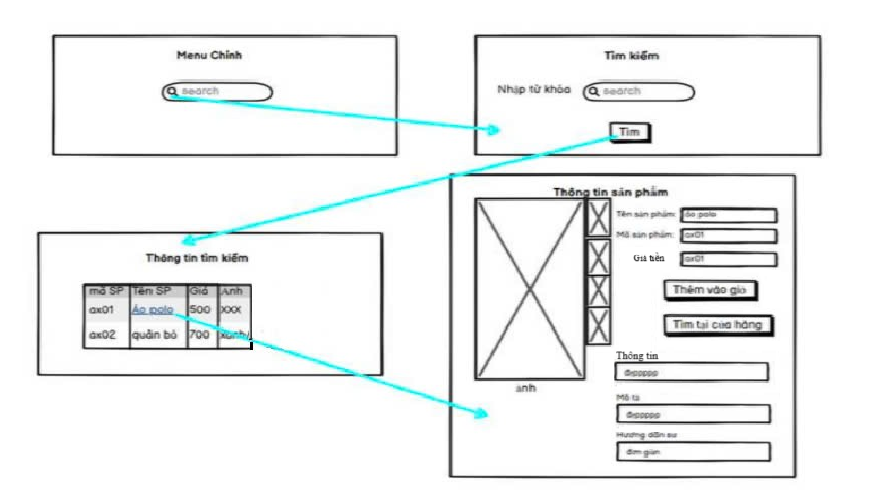 Menu Chính
search
Tìm kiếm
Nhập từ khóa
search
Tìm
Thông tin tìm kiếm
mã SP Tên SP Giá Ảnh
ax01 Áo polo 500 XXX
ax02 quần bò 700
Thông tin sản phẩm
Tên sản phẩm: áo polo
Mã sản phẩm: ax01
Giá tiền ax01
Thêm vào giỏ
Tìm tại cửa hàng
ảnh
Thông tin
Mô tả
Hướng dẫn sử